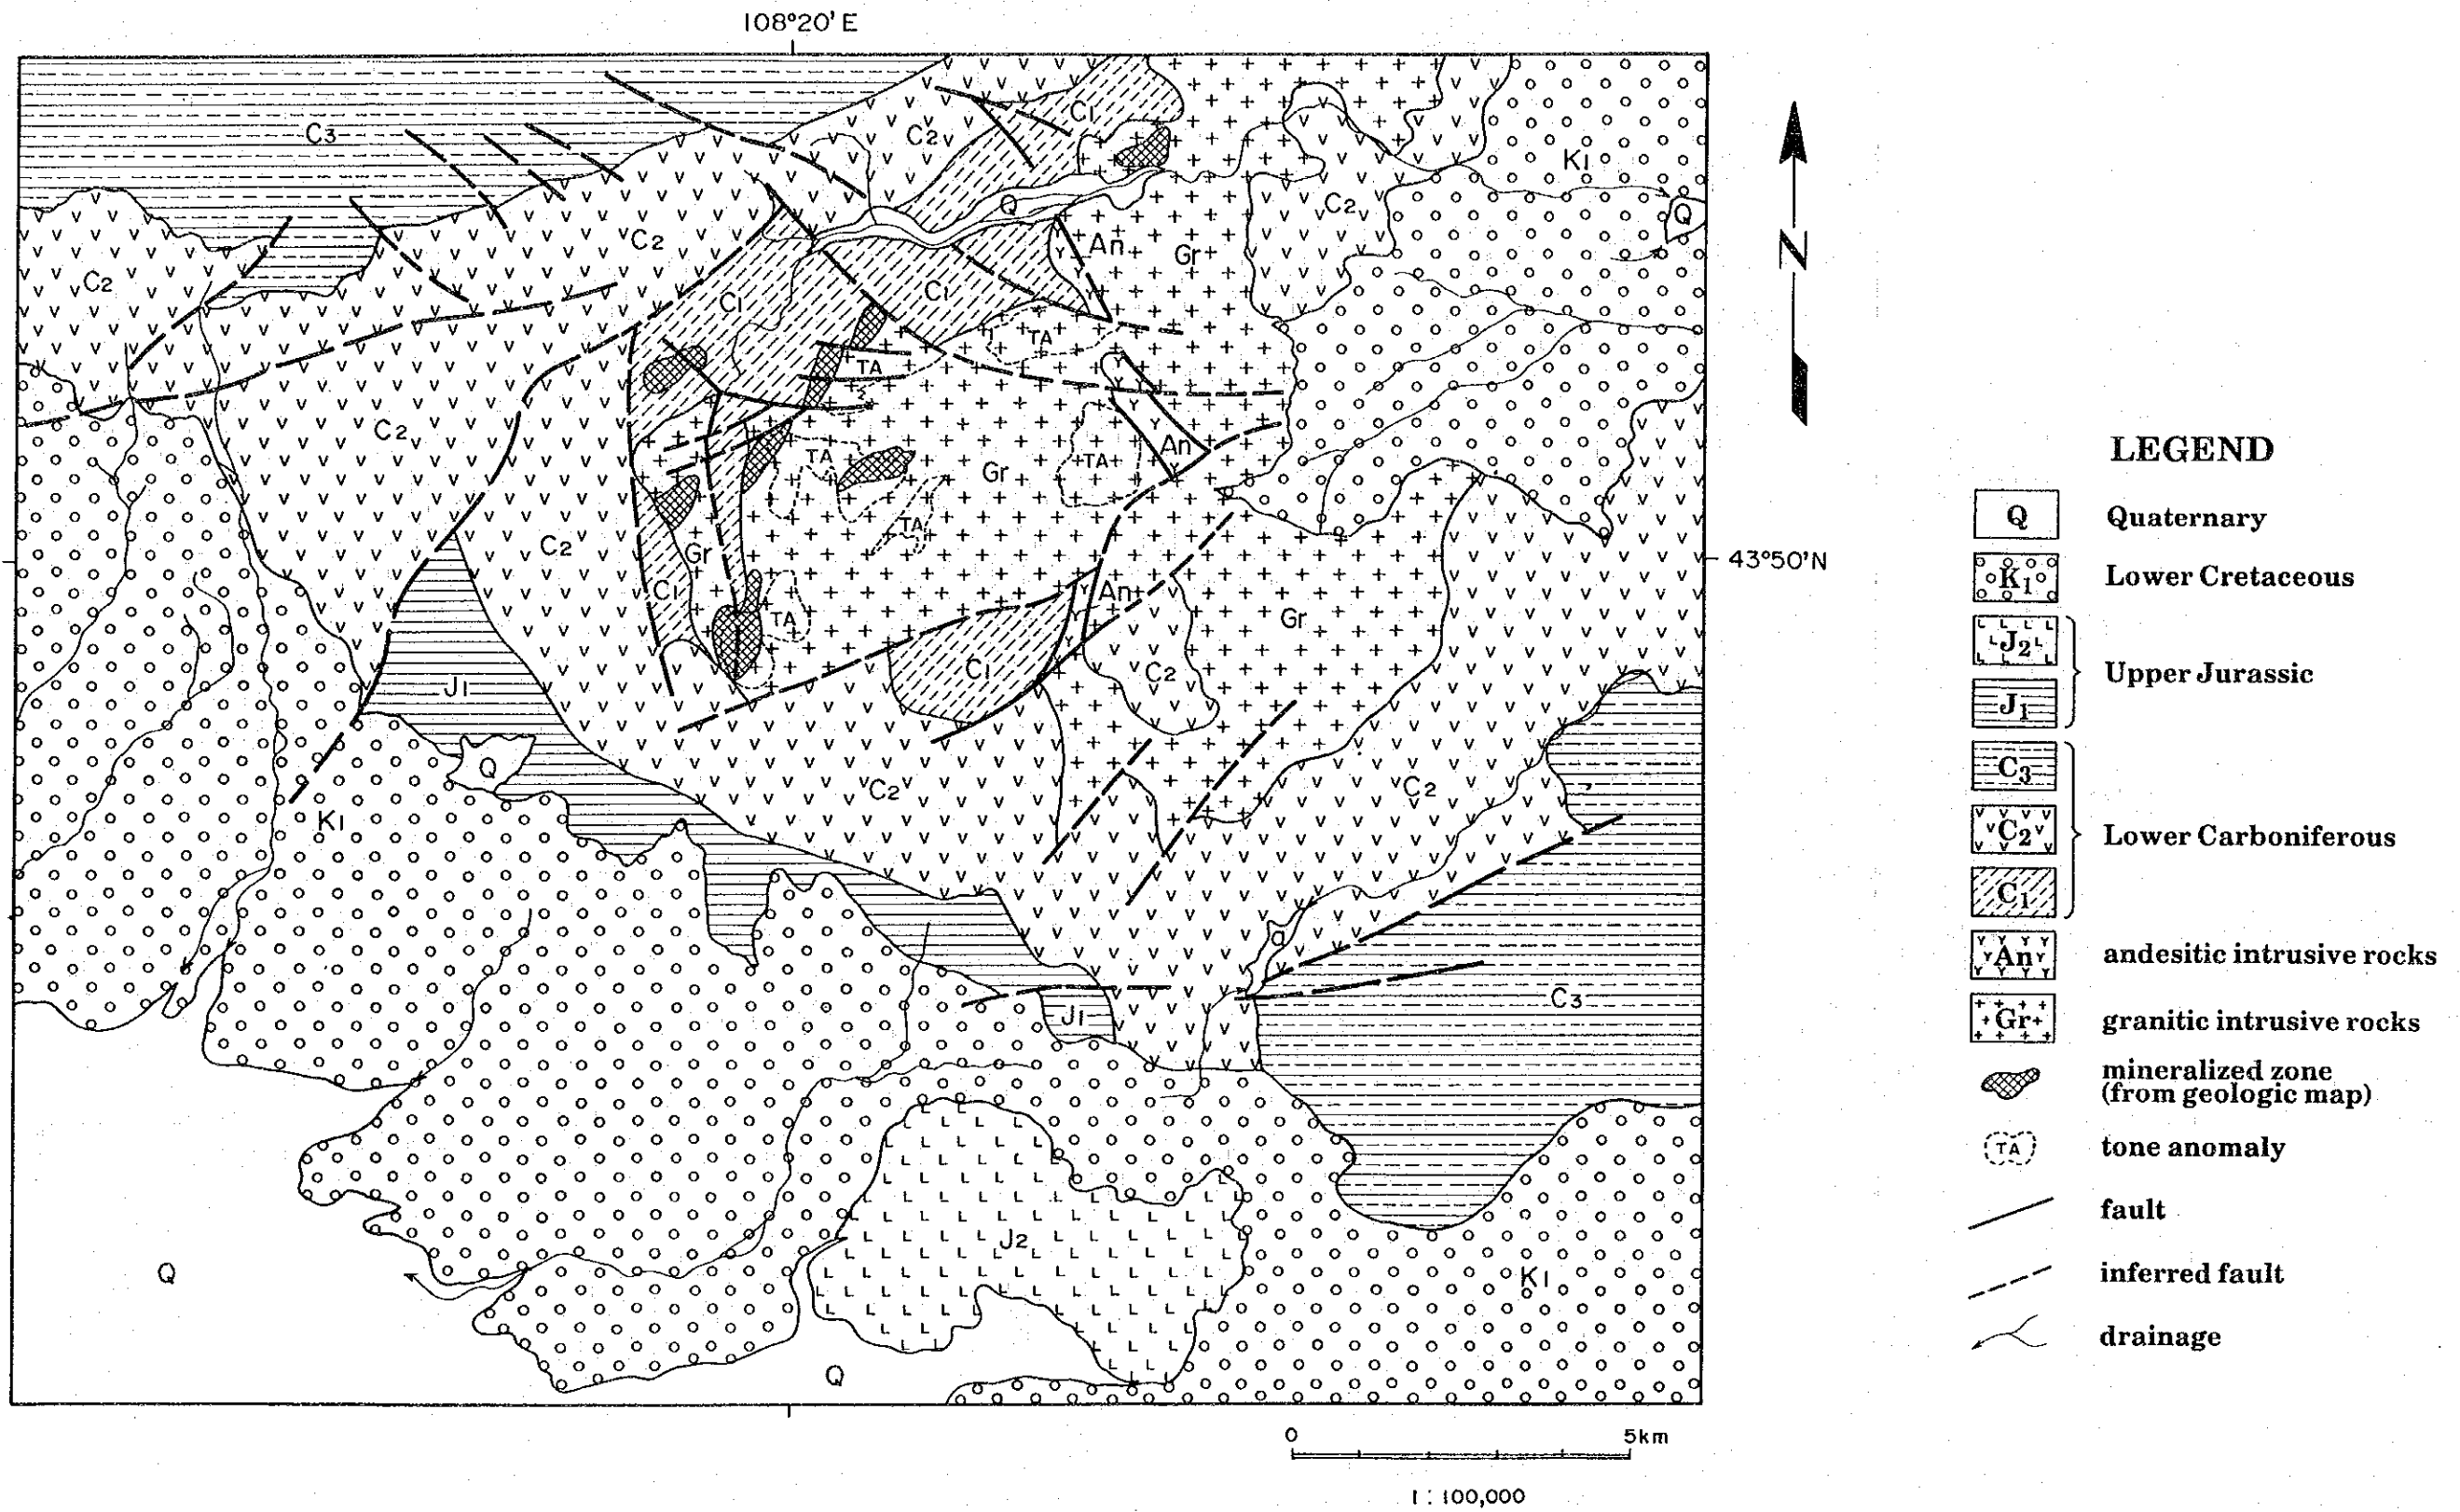 108°20' E
C3
C2
C1
K1
Q
C2
Q
C2
An
Gr
C2
C1
C1
TA
TA
C2
TA
Gr
TA
An
TA
C2
Gr
43°50'N
C1
TA
An
Gr
J1
C1
C2
Q
C2
C2
K1
Q
J1
C3
J2
Q
K1
Q
0 5km
1 : 100,000
LEGEND
Q Quaternary
K1 Lower Cretaceous
J2
Upper Jurassic
J1
C3
C2 Lower Carboniferous
C1
An andesitic intrusive rocks
Gr granitic intrusive rocks
mineralized zone
(from geologic map)
TA tone anomaly
fault
inferred fault
drainage
N